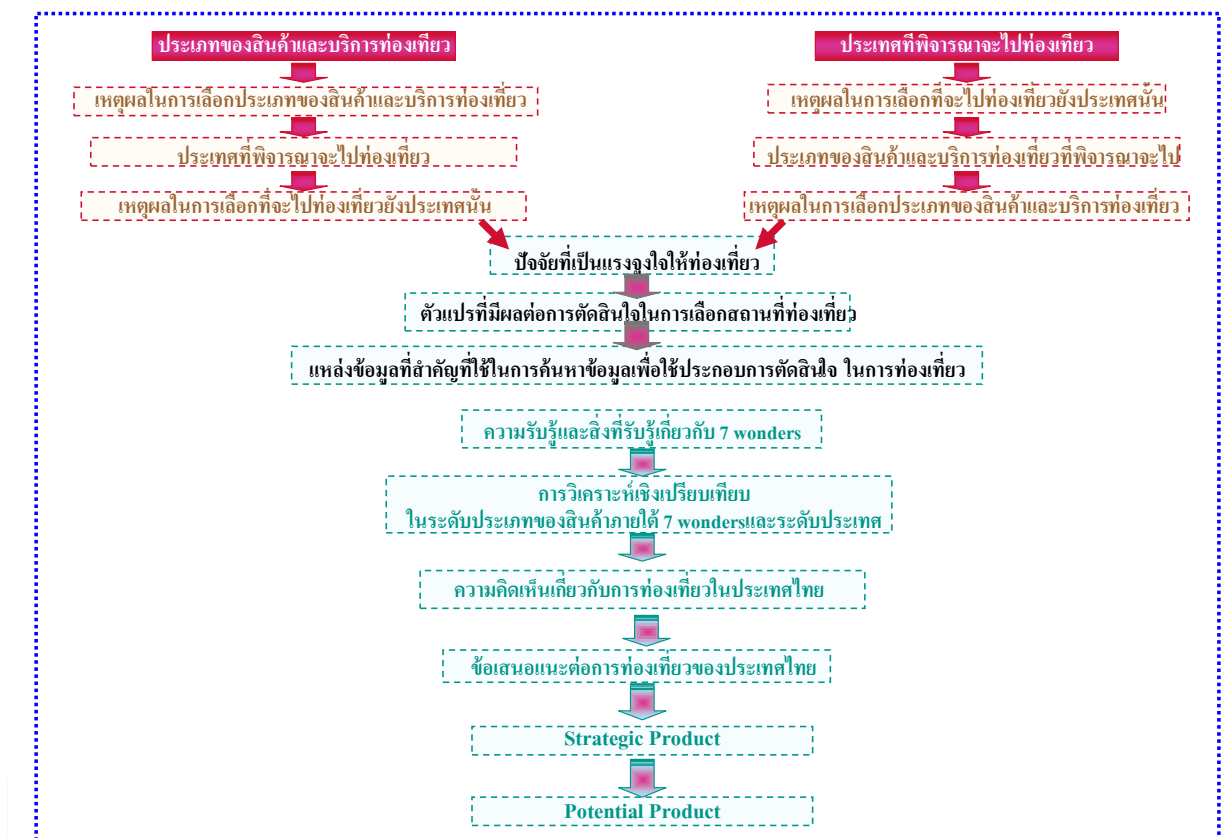 ประเภทของสินค้าและบริการท่องเที่ยว
เหตุผลในการเลือกประเภทของสินค้าและบริการท่องเที่ยว
ประเทศที่พิจารณาจะไปท่องเที่ยว
เหตุผลในการเลือกที่จะไปท่องเที่ยวยังประเทศนั้น
ประเทศที่พิจารณาจะไปท่องเที่ยว
เหตุผลในการเลือกที่จะไปท่องเที่ยวยังประเทศนั้น
ประเภทของสินค้าและบริการท่องเที่ยวที่พิจารณาจะไป
เหตุผลในการเลือกประเภทของสินค้าและบริการท่องเที่ยว
ปัจจัยที่เป็นแรงจูงใจให้ท่องเที่ยว
ตัวแปรที่มีผลต่อการตัดสินใจในการเลือกสถานที่ท่องเที่ยว
แหล่งข้อมูลที่สำคัญที่ใช้ในการค้นหาข้อมูลเพื่อใช้ประกอบการตัดสินใจ ในการท่องเที่ยว
ความรับรู้และสิ่งที่รับรู้เกี่ยวกับ 7 wonders
การวิเคราะห์เชิงเปรียบเทียบ
ในระดับประเภทของสินค้าภายใต้ 7 wondersและระดับประเทศ
ความคิดเห็นเกี่ยวกับการท่องเที่ยวในประเทศไทย
ข้อเสนอแนะต่อการท่องเที่ยวของประเทศไทย
Strategic Product
Potential Product